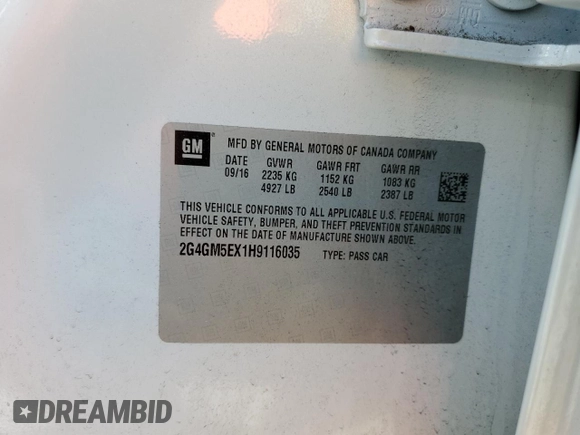 GM
MFD BY GENERAL MOTORS OF CANADA COMPANY
DATE GVWR GAWR FRT GAWR RR
09/16 2235 KG 1152 KG 1083 KG
4927 LB 2540 LB 2387 LB
THIS VEHICLE CONFORMS TO ALL APPLICABLE U.S. FEDERAL MOTOR
VEHICLE SAFETY, BUMPER, AND THEFT PREVENTION STANDARDS IN
EFFECT ON THE DATE OF MANUFACTURE SHOWN ABOVE.
2G4GM5EX1H9116035 TYPE: PASS CAR
DREAMBID